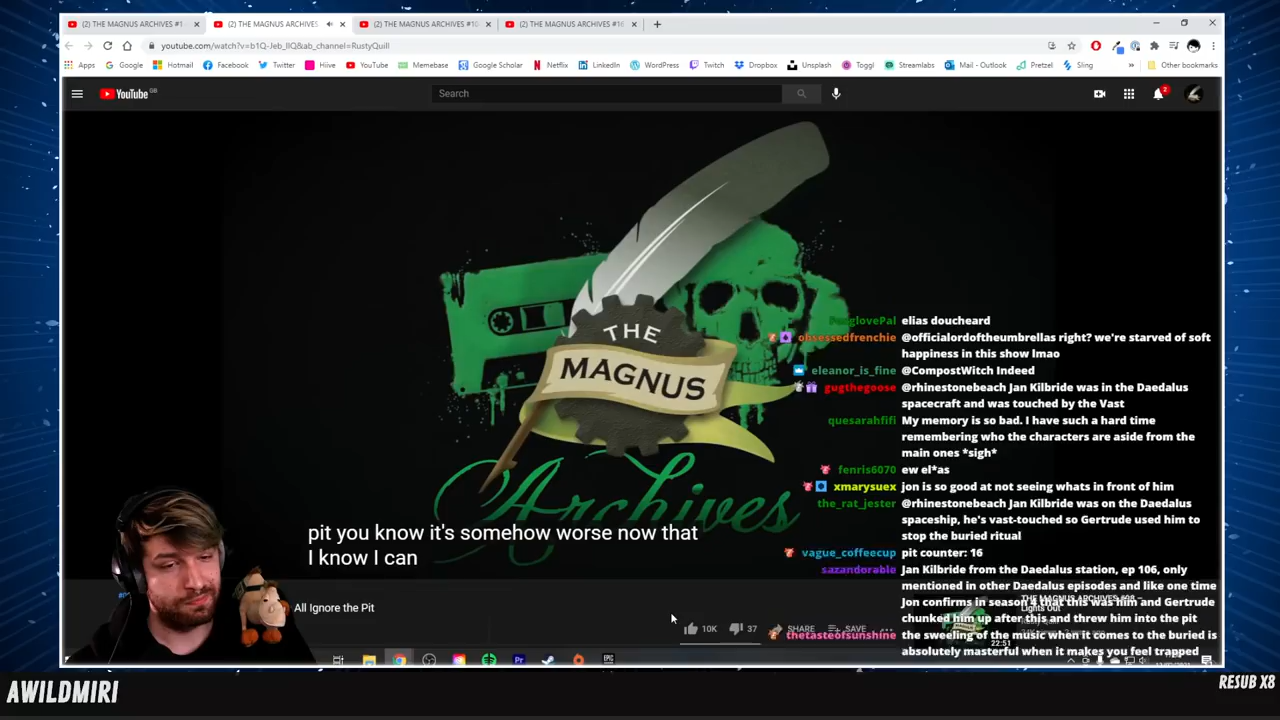 (2) THE MAGNUS ARCHIVES #1
(2) THE MAGNUS ARCHIVES
(2) THE MAGNUS ARCHIVES #10
(2) THE MAGNUS ARCHIVES #16
youtube.com/watch?v=b1Q-Jeb_IIQ&ab_channel=RustyQuill
Apps Google Hotmail Facebook Twitter Hiive YouTube Memebase Google Scholar Netflix LinkedIn WordPress Twitch Dropbox Unsplash Toggl Streamlabs Mail - Outlook Pretzel Sling » Other bookmarks
YouTube GB
Search
2
THE
MAGNUS
Archives
elias doucheard
obsessedfrenchie @officialordoftheumbrellas right? we're starved of soft
happiness in this show lmao
eleanor_is_fine @CompostWitch Indeed
gugthegoose @rhinestonebeach Jan Kilbride was in the Daedalus
spacecraft and was touched by the Vast
quesarahfifi My memory is so bad. I have such a hard time
remembering who the characters are aside from the
main ones *sigh*
fenris6070 ew el*as
xmarysuex jon is so good at not seeing whats in front of him
the_rat_jester @rhinestonebeach Jan Kilbride was on the Daedalus
spaceship, he's vast-touched so Gertrude used him to
stop the buried ritual
vague_coffeecup pit counter: 16
sazandorable Jan Kilbride from the Daedalus station, ep 106, only
mentioned in other Daedalus episodes and like one time
Jon confirms in season 4 that this was him and Gertrude
chunked him up after this and threw him into the pit
thetasteofsunshine the sweeling of the music when it comes to the buried is
absolutely masterful when it makes you feel trapped
pit you know it's somehow worse now that
I know I can
All Ignore the Pit
10K 37 SHARE SAVE
Lights Out
22:51
AWILDMIRI
RESUB X8